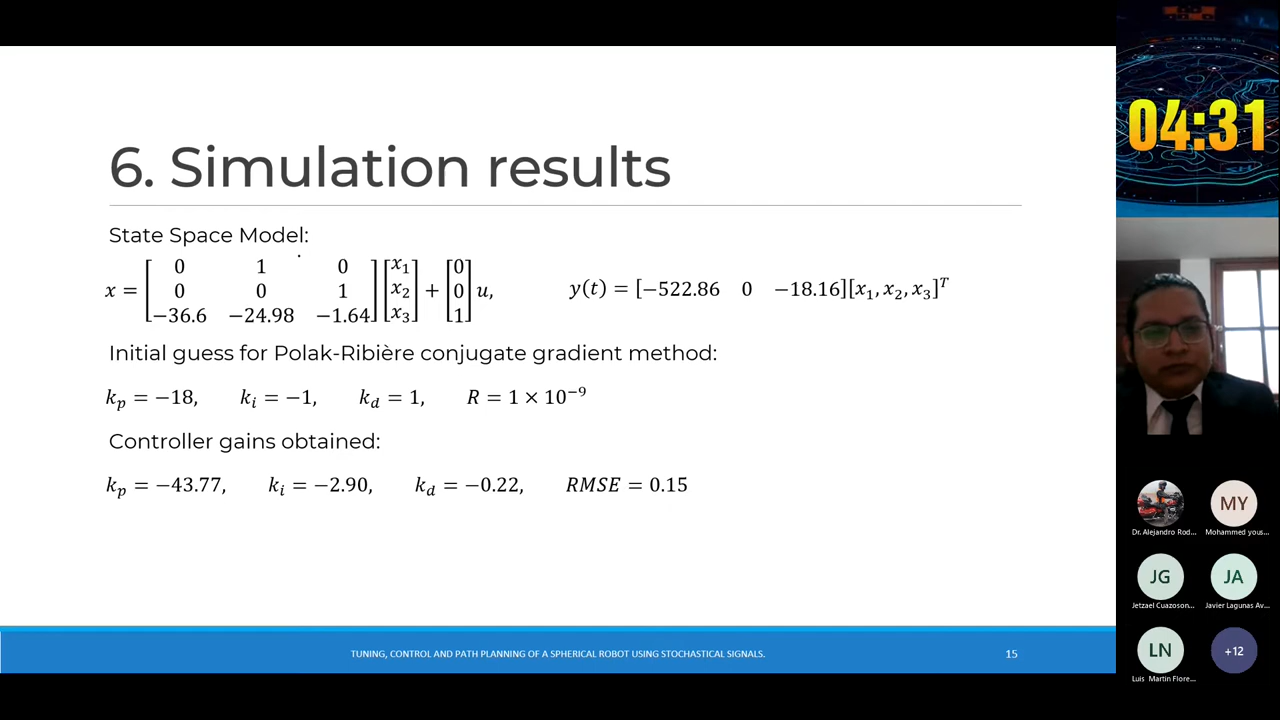 6. Simulation results
State Space Model:
x = [0 1 0; 0 0 1; −36.6 −24.98 −1.64] [x₁; x₂; x₃] + [0; 0; 1] u, y(t) = [−522.86 0 −18.16][x₁, x₂, x₃]ᵀ
Initial guess for Polak-Ribière conjugate gradient method:
kₚ = −18, kᵢ = −1, k_d = 1, R = 1 × 10⁻⁹
Controller gains obtained:
kₚ = −43.77, kᵢ = −2.90, k_d = −0.22, RMSE = 0.15
TUNING, CONTROL AND PATH PLANNING OF A SPHERICAL ROBOT USING STOCHASTICAL SIGNALS. 15
04:31
Dr. Alejandro Rod... Mohammed yous...
MY
JG JA
Jetzael Cuazoson... Javier Lagunas Av...
LN +12
Luis Martin Flore...